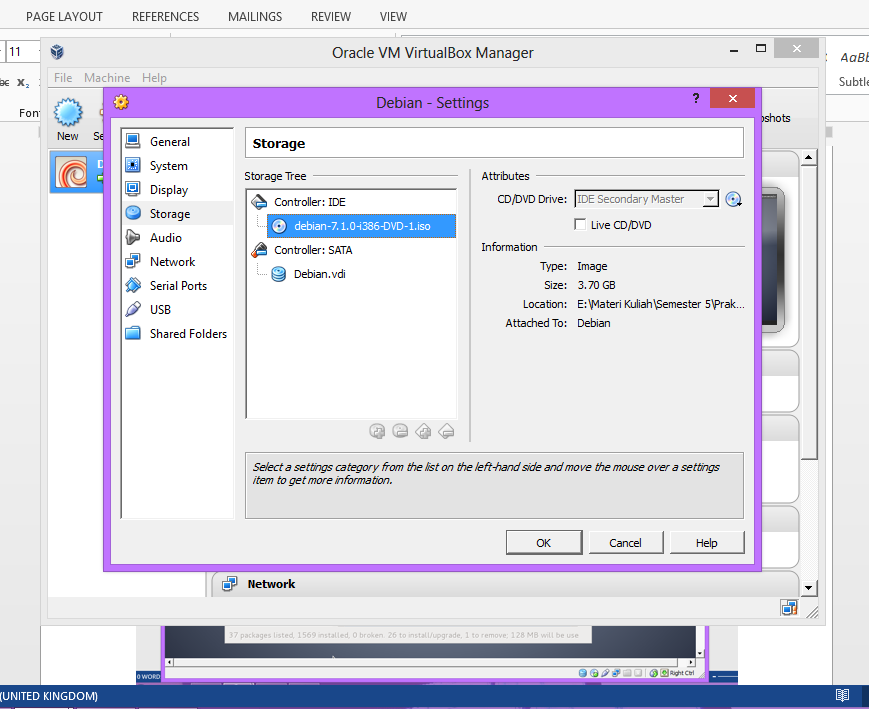 PAGE LAYOUT REFERENCES MAILINGS REVIEW VIEW
11
Oracle VM VirtualBox Manager
File Machine Help
AaBb
abc X₂
Subtle
Font
New
Debian - Settings ?
General
System
Display
Storage
Audio
Network
Serial Ports
USB
Shared Folders
Storage
Storage Tree
Controller: IDE
debian-7.1.0-i386-DVD-1.iso
Controller: SATA
Debian.vdi
Attributes
CD/DVD Drive: IDE Secondary Master
Live CD/DVD
Information
Type: Image
Size: 3.70 GB
Location: E:\Materi Kuliah\Semester 5\Prak...
Attached To: Debian
Select a settings category from the list on the left-hand side and move the mouse over a settings
item to get more information.
OK Cancel Help
pshots
Network
37 packages listed, 1569 installed, 0 broken. 26 to install/upgrade, 1 to remove; 128 MB will be use
Right Ctrl
0 WORD
(UNITED KINGDOM)